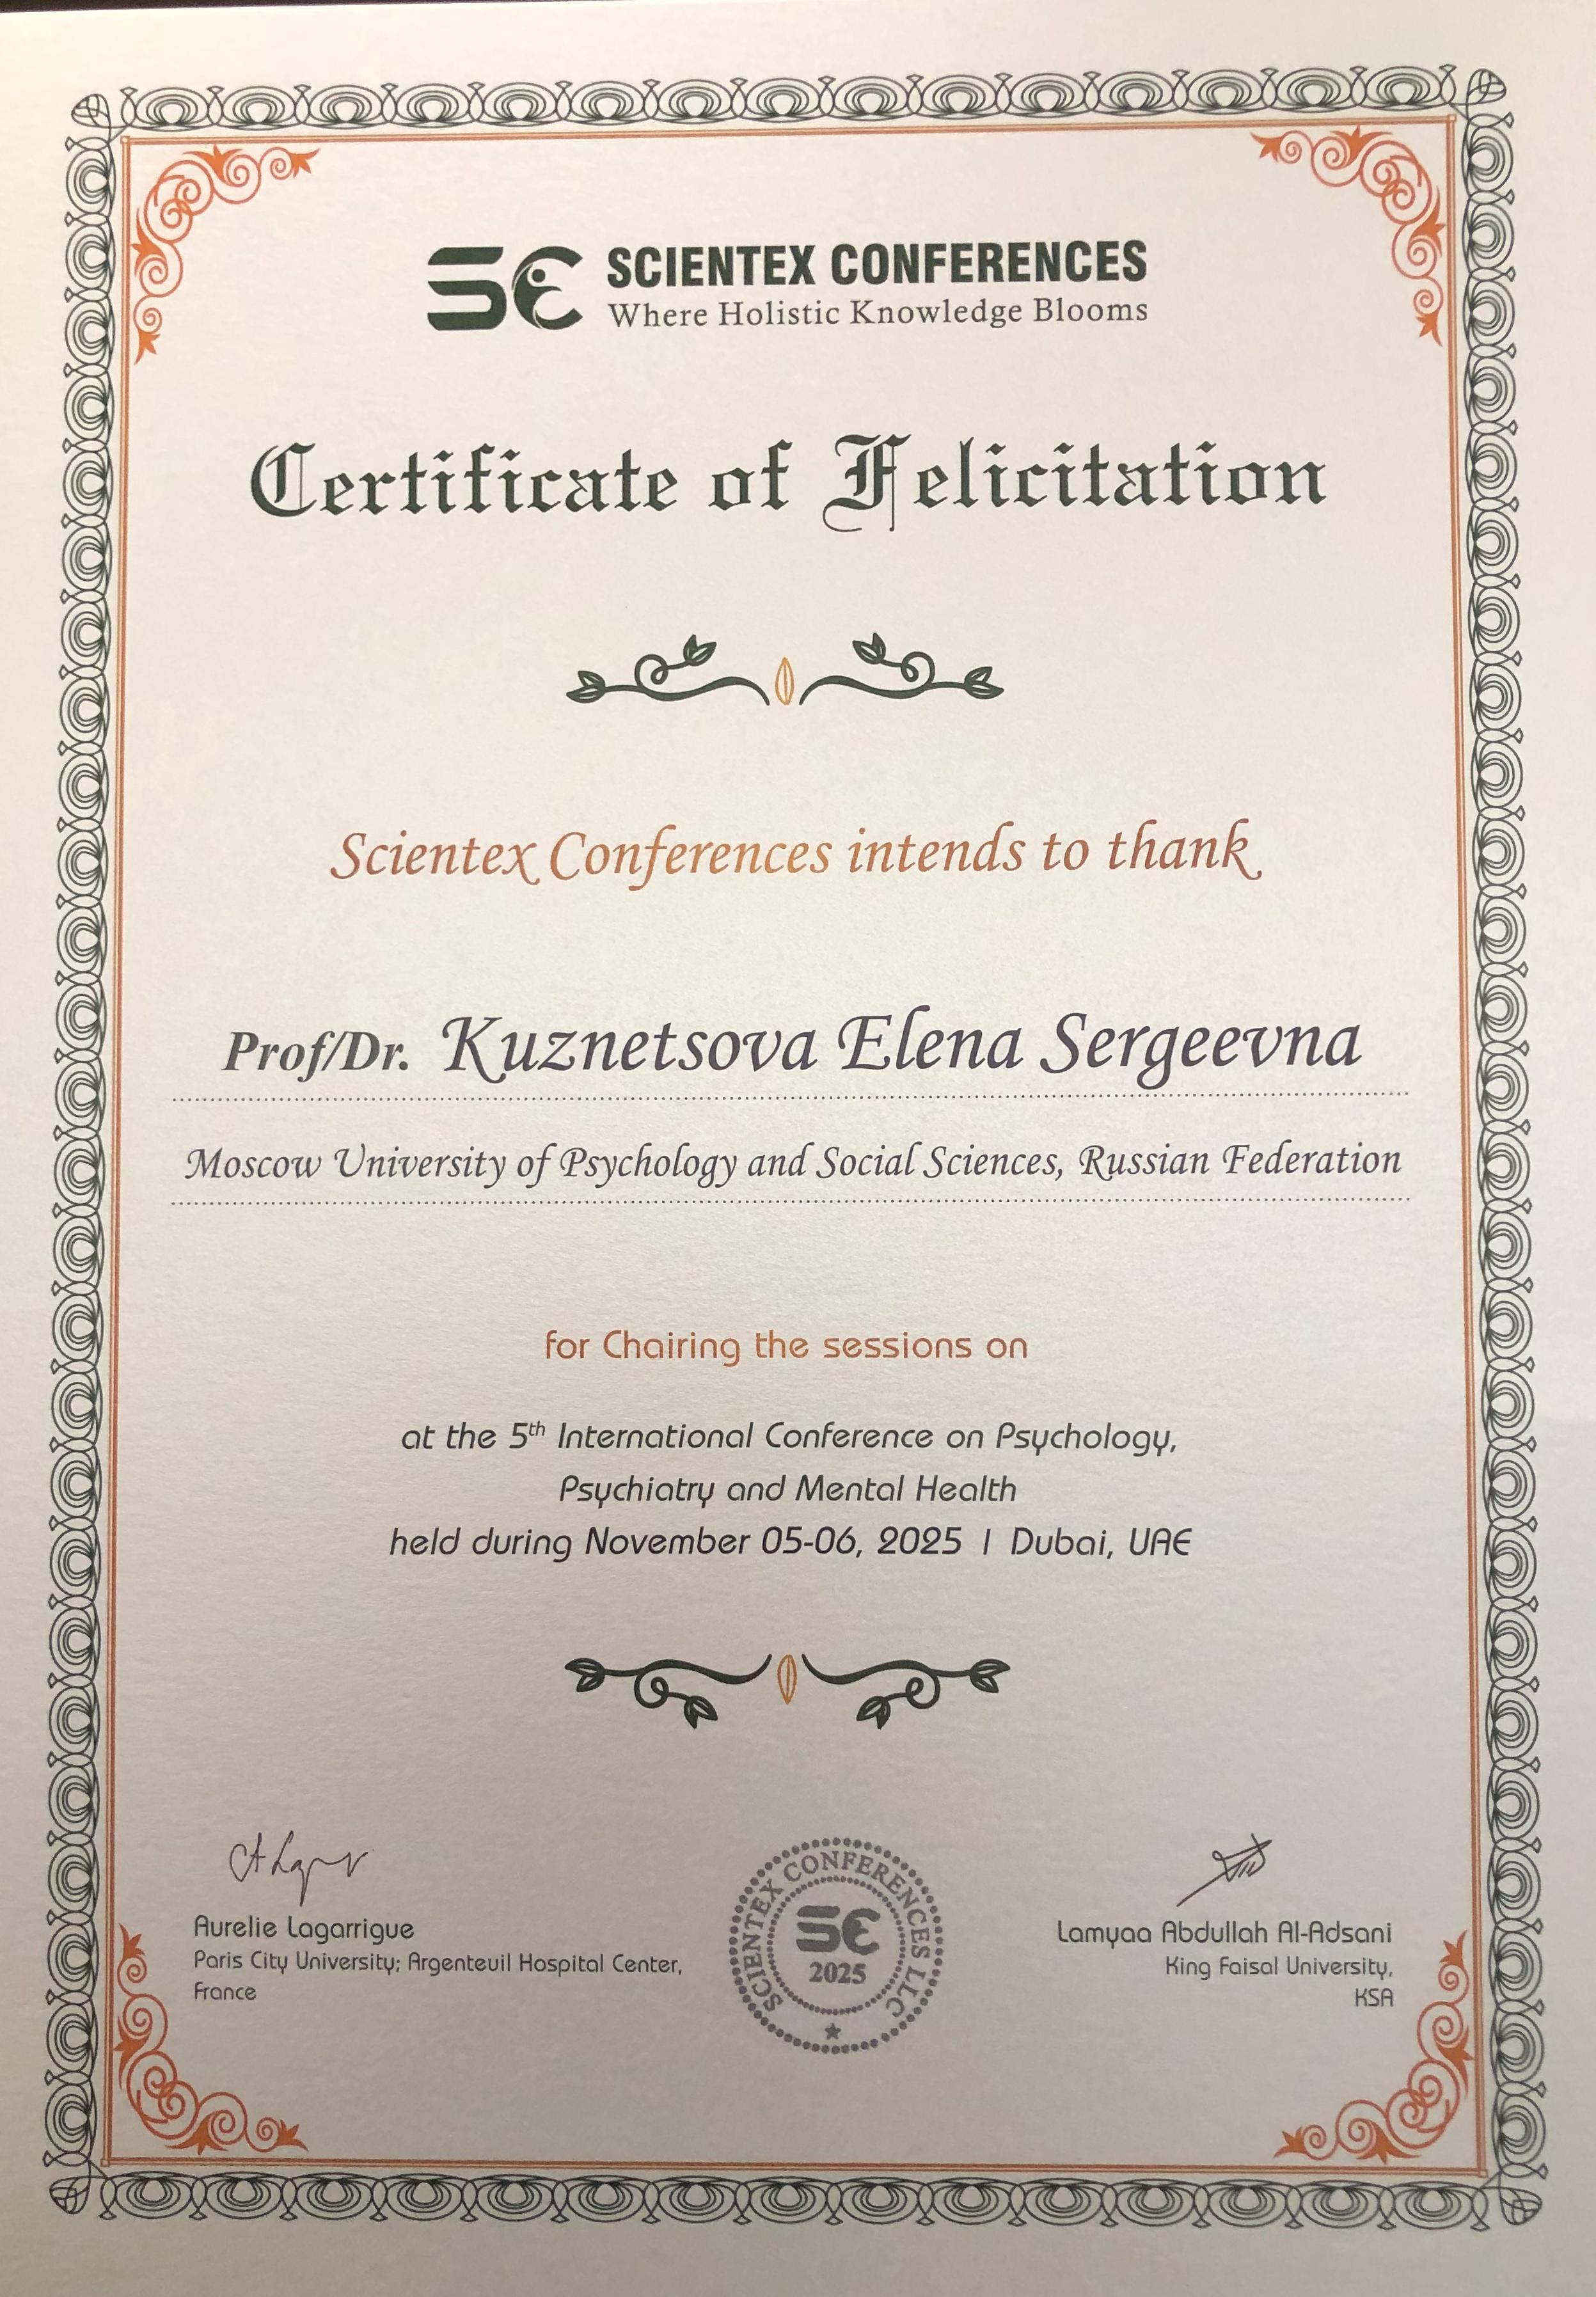 SC SCIENTEX CONFERENCES
Where Holistic Knowledge Blooms
Certificate of Felicitation
Scientex Conferences intends to thank
Prof/Dr. Kuznetsova Elena Sergeevna
Moscow University of Psychology and Social Sciences, Russian Federation
for Chairing the sessions on
at the 5th International Conference on Psychology,
Psychiatry and Mental Health
held during November 05-06, 2025 | Dubai, UAE
Aurelie Lagarrigue
Paris City University; Argenteuil Hospital Center,
France
SCIENTEX CONFERENCES LLC
SC
2025
Lamyaa Abdullah Al-Adsani
King Faisal University,
KSA